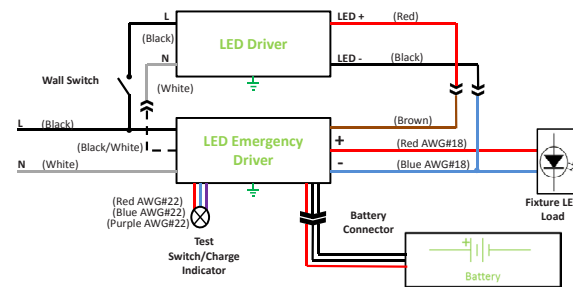 L
LED +
(Red)
(Black)
LED Driver
N
LED -
(Black)
Wall Switch
(White)
L
(Black)
(Brown)
(Black/White)
LED Emergency
Driver
+
(Red AWG#18)
N
(White)
-
(Blue AWG#18)
(Red AWG#22)
(Blue AWG#22)
(Purple AWG#22)
Fixture LE
Load
Battery
Connector
Test
Switch/Charge
Indicator
+
Battery